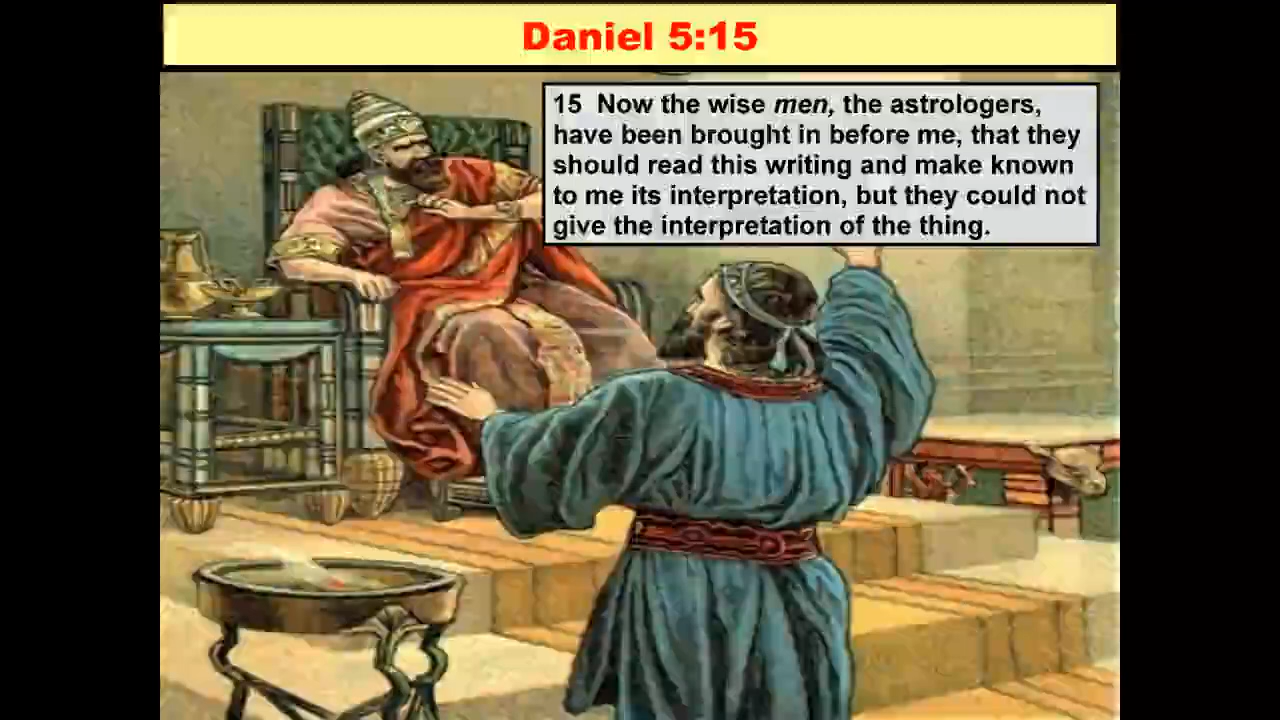 Daniel 5:15
15 Now the wise men, the astrologers,
have been brought in before me, that they
should read this writing and make known
to me its interpretation, but they could not
give the interpretation of the thing.